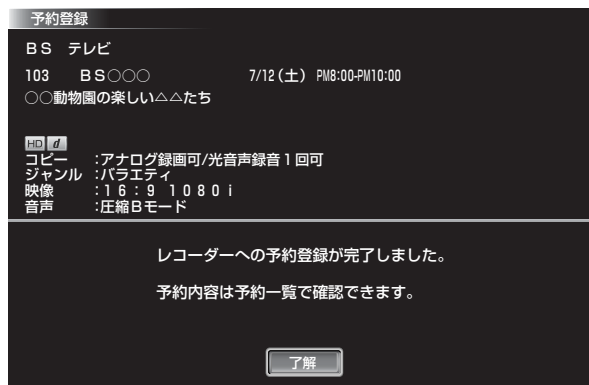 予約登録
BS テレビ
103 BS○○○ 7/12(土) PM8:00-PM10:00
○○動物園の楽しい△△たち
HD d
コピー :アナログ録画可/光音声録音1回可
ジャンル :バラエティ
映像 :16:9 1080i
音声 :圧縮Bモード
レコーダーへの予約登録が完了しました。
予約内容は予約一覧で確認できます。
了解